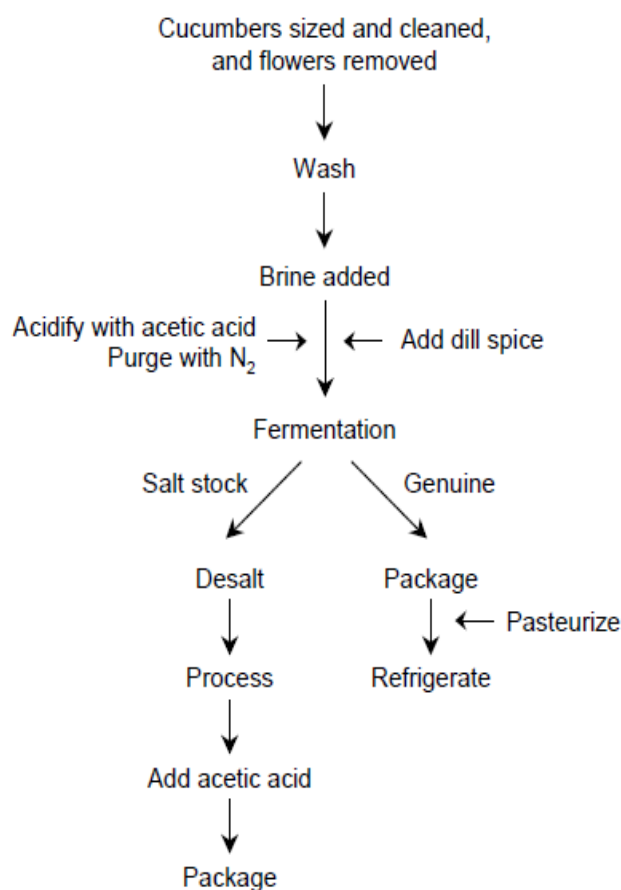 Cucumbers sized and cleaned,
and flowers removed
Wash
Brine added
Acidify with acetic acid
Purge with N₂
Add dill spice
Fermentation
Salt stock
Genuine
Desalt
Package
Pasteurize
Process
Refrigerate
Add acetic acid
Package